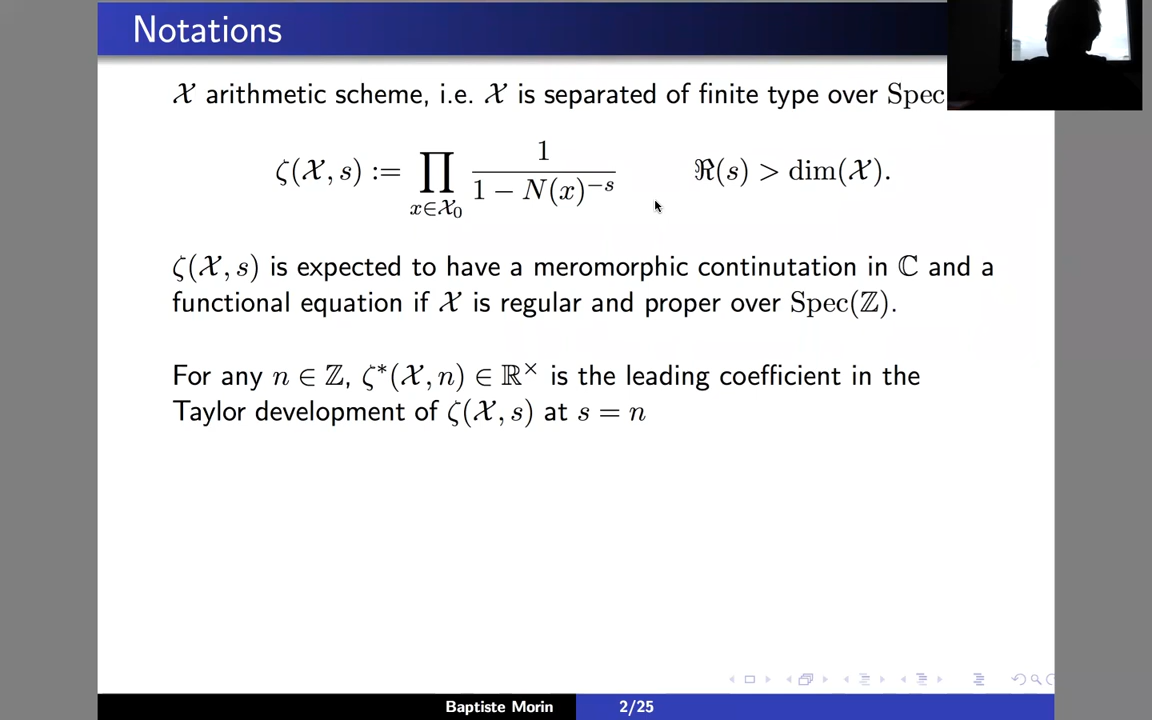 Notations
𝒳 arithmetic scheme, i.e. 𝒳 is separated of finite type over Spec
ζ(𝒳, s) := ∏_{x∈𝒳₀} 1 / (1 − N(x)^{−s})    ℜ(s) > dim(𝒳).
ζ(𝒳, s) is expected to have a meromorphic continutation in ℂ and a
functional equation if 𝒳 is regular and proper over Spec(ℤ).
For any n ∈ ℤ, ζ*(𝒳, n) ∈ ℝ^× is the leading coefficient in the
Taylor development of ζ(𝒳, s) at s = n
Baptiste Morin 2/25